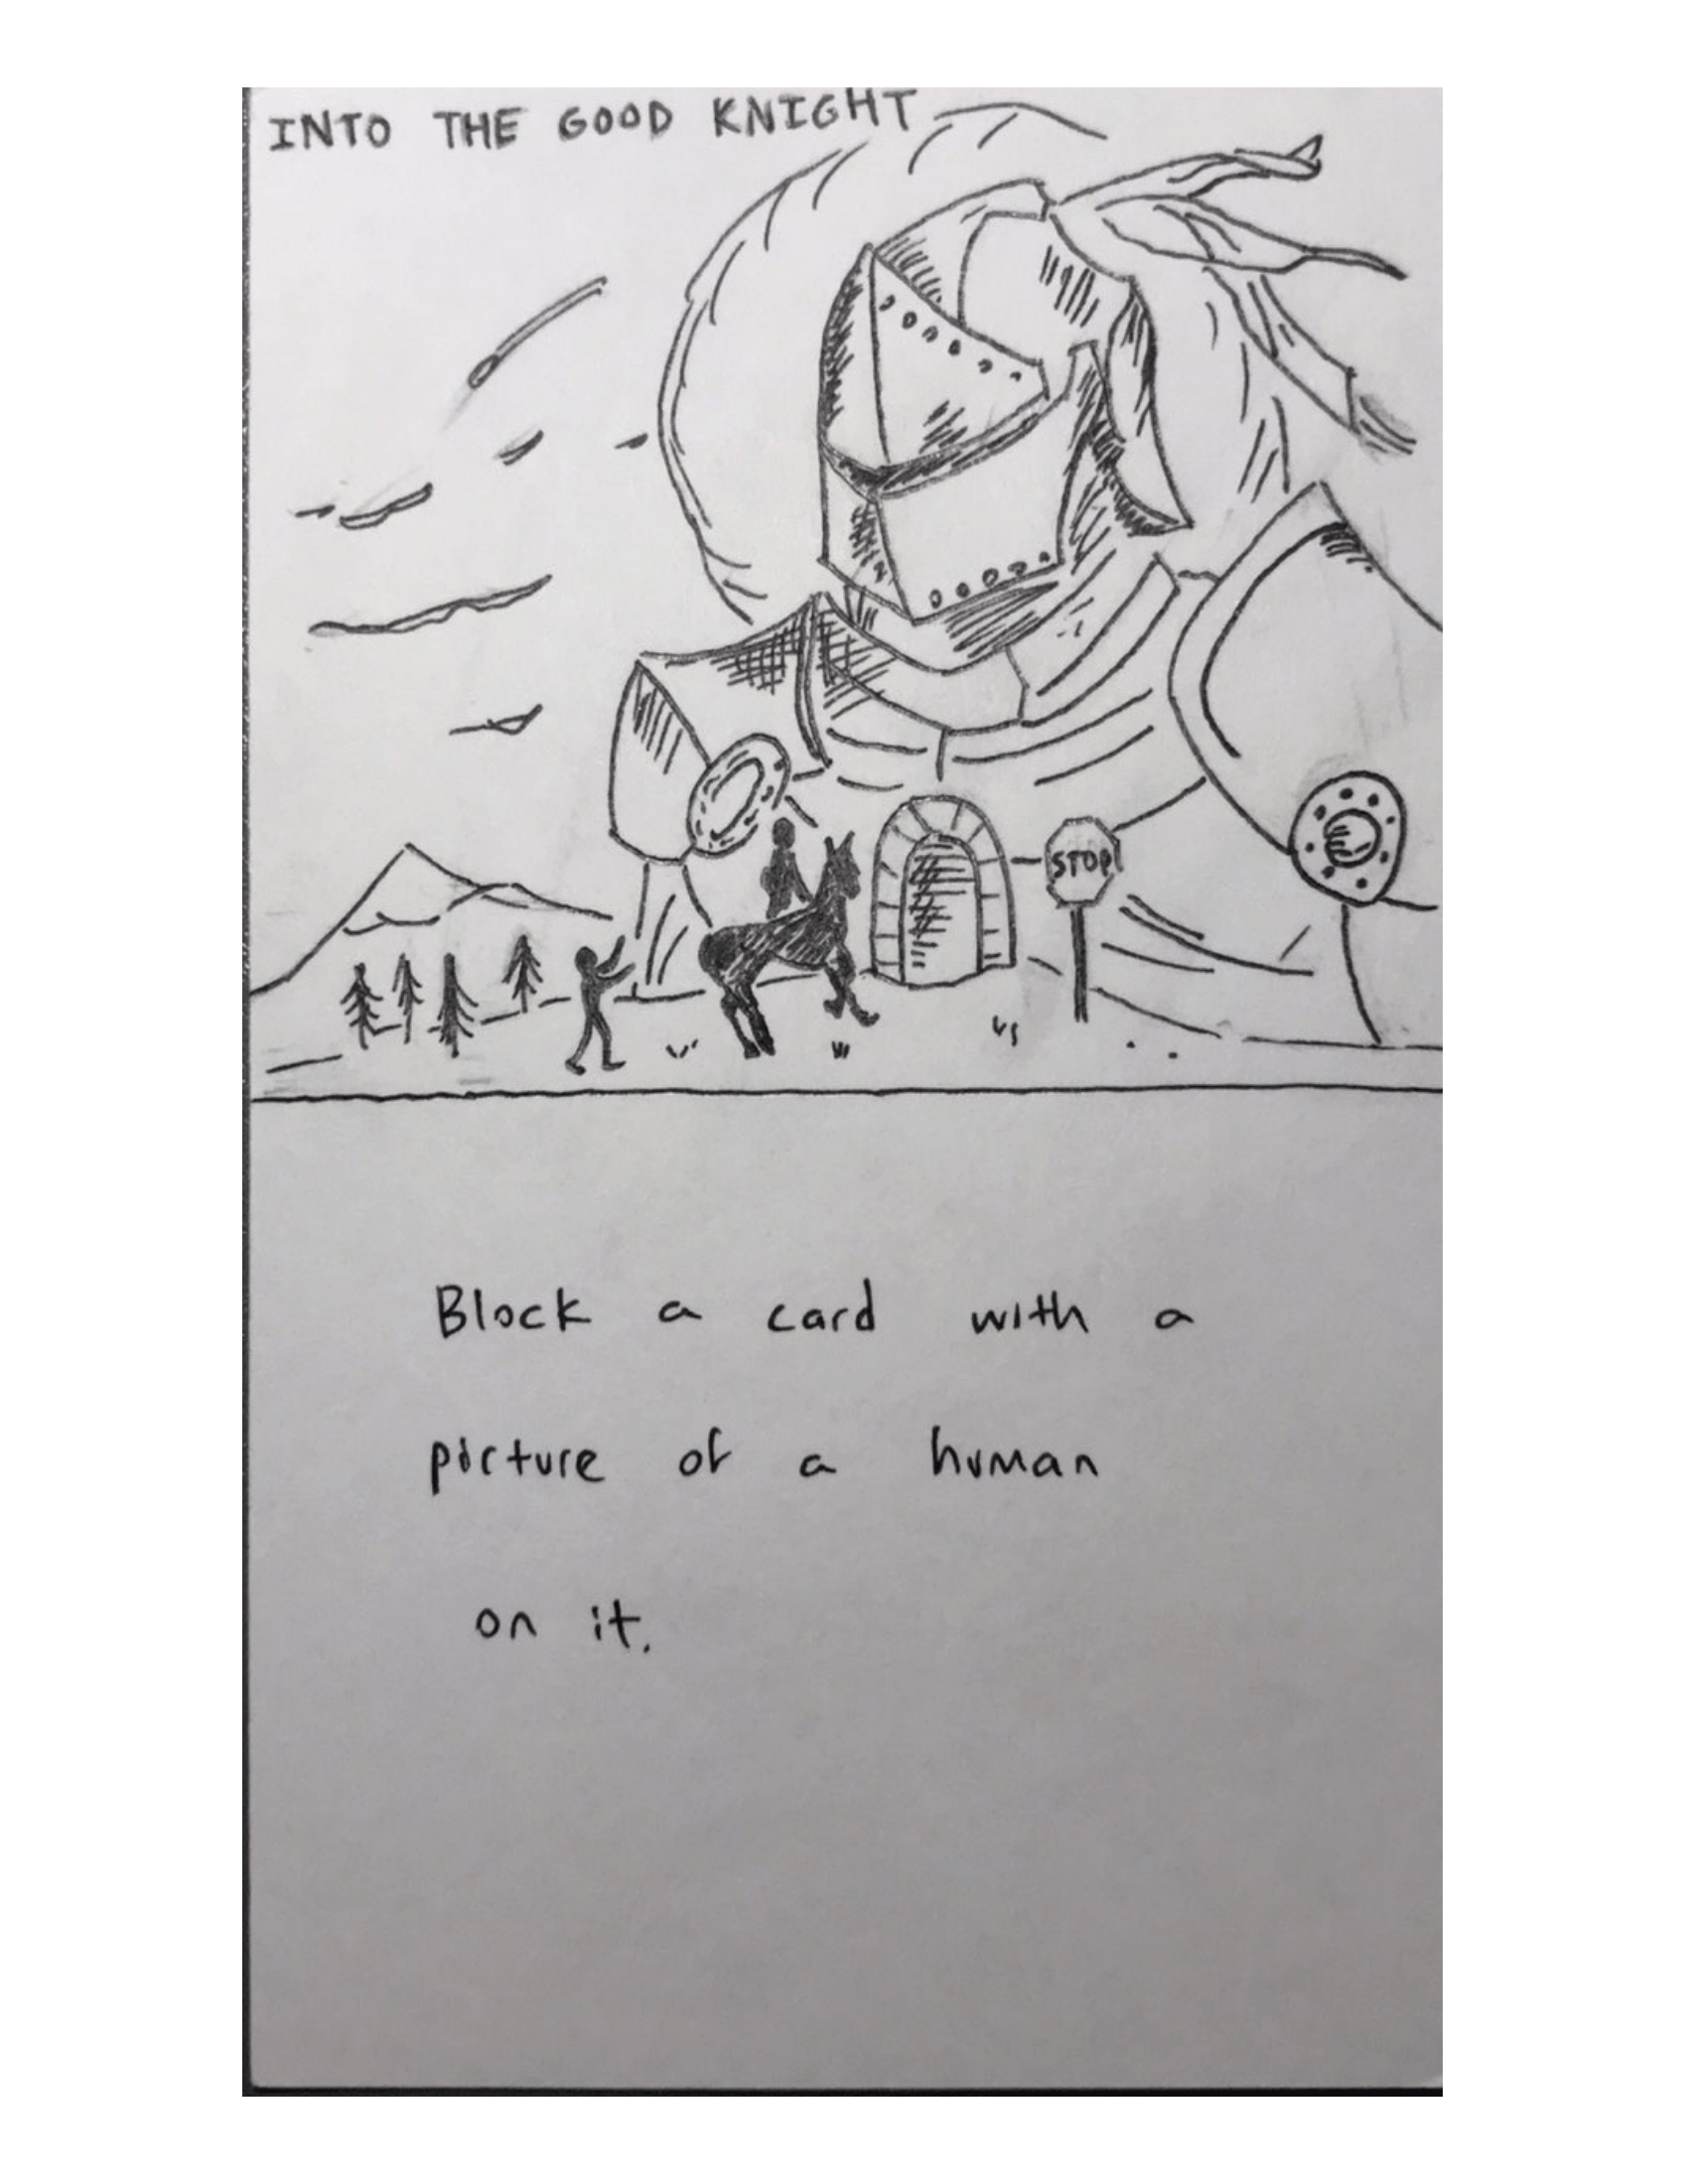 INTO THE GOOD KNIGHT
STOP
Block a card with a
picture of a human
on it.